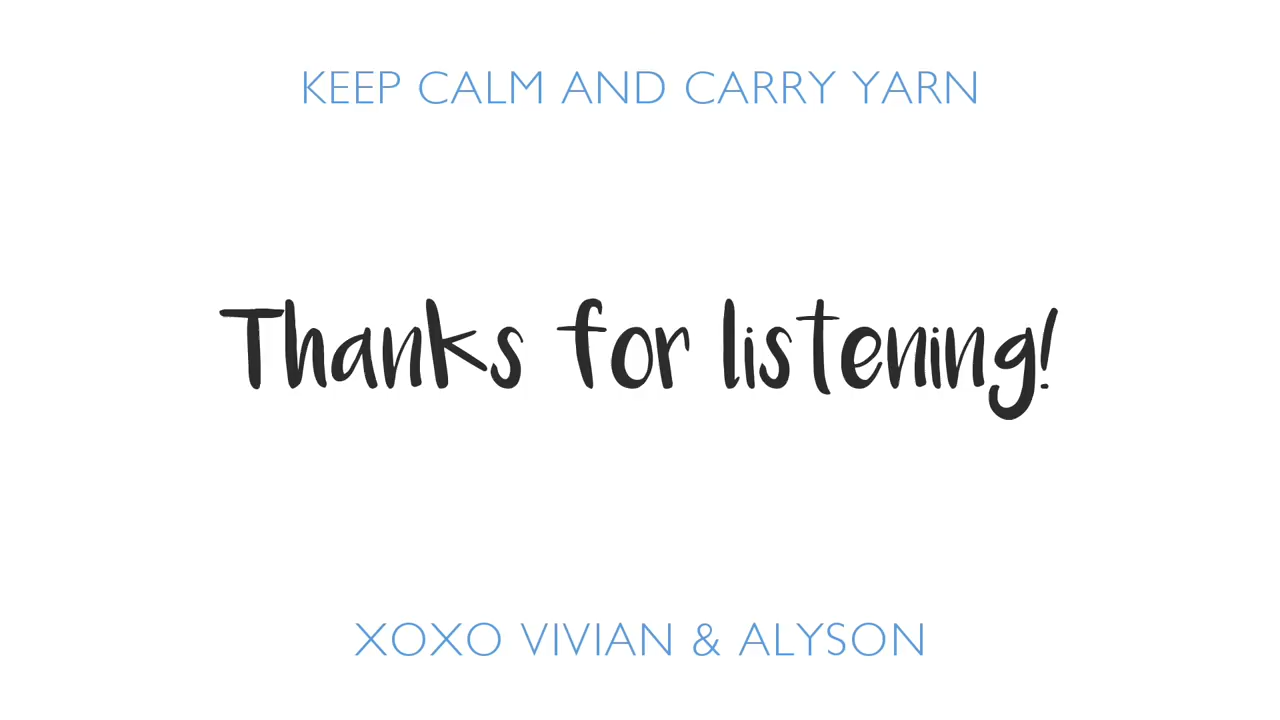 KEEP CALM AND CARRY YARN
Thanks for listening!
XOXO VIVIAN & ALYSON